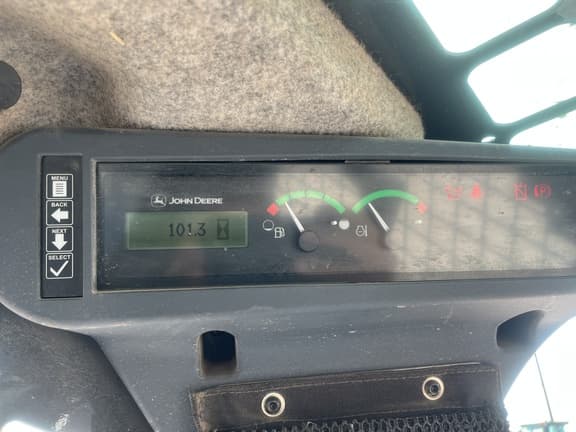 MENU
BACK
NEXT
SELECT
JOHN DEERE
101.3
(P)